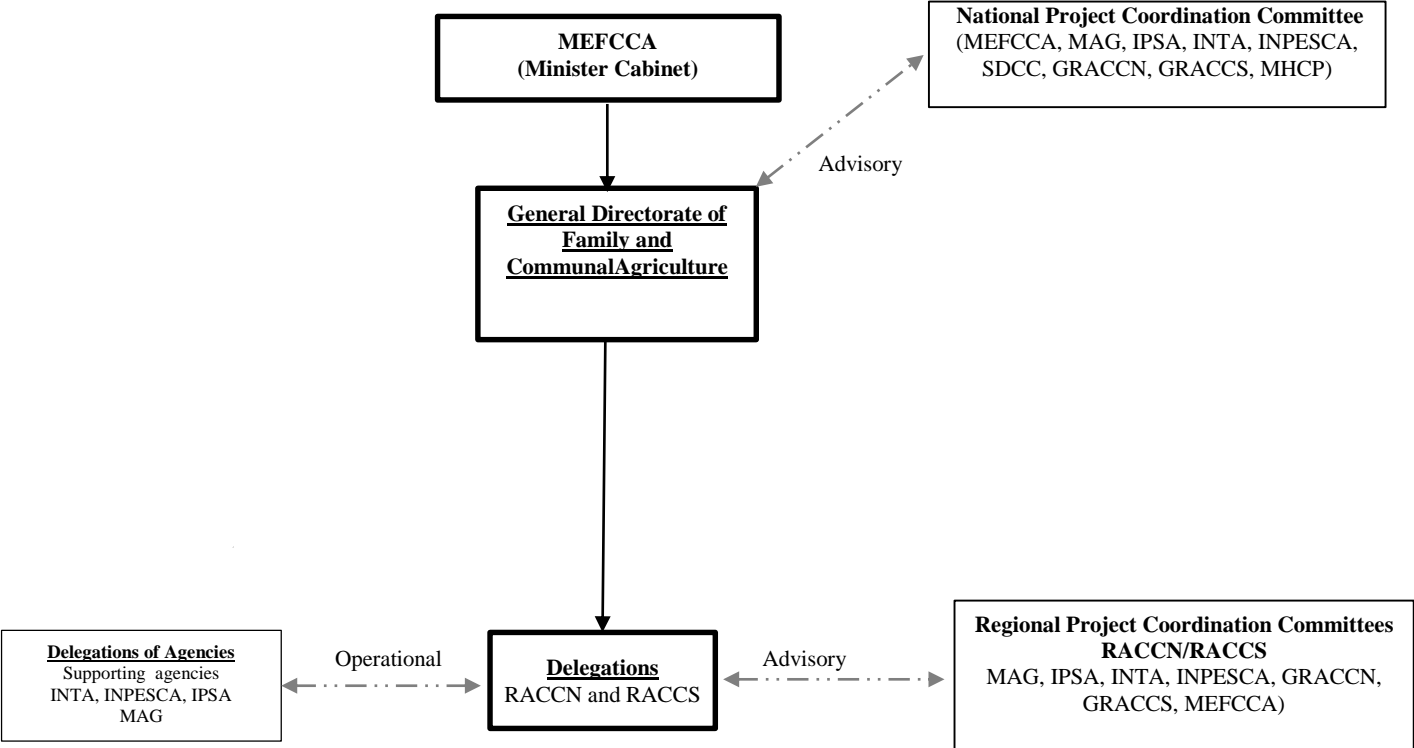 MEFCCA
(Minister Cabinet)
National Project Coordination Committee
(MEFCCA, MAG, IPSA, INTA, INPESCA,
SDCC, GRACCN, GRACCS, MHCP)
Advisory
General Directorate of
Family and
CommunalAgriculture
Delegations of Agencies
Supporting agencies
INTA, INPESCA, IPSA
MAG
Operational
Delegations
RACCN and RACCS
Advisory
Regional Project Coordination Committees
RACCN/RACCS
MAG, IPSA, INTA, INPESCA, GRACCN,
GRACCS, MEFCCA)